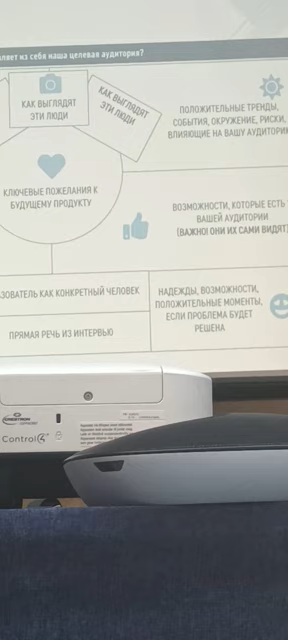 вляет из себя наша целевая аудитория?
КАК ВЫГЛЯДЯТ
ЭТИ ЛЮДИ
КАК ВЫГЛЯДЯТ
ЭТИ ЛЮДИ
ПОЛОЖИТЕЛЬНЫЕ ТРЕНДЫ,
СОБЫТИЯ, ОКРУЖЕНИЕ, РИСКИ,
ВЛИЯЮЩИЕ НА ВАШУ АУДИТОРИЮ
КЛЮЧЕВЫЕ ПОЖЕЛАНИЯ К
БУДУЩЕМУ ПРОДУКТУ
ВОЗМОЖНОСТИ, КОТОРЫЕ ЕСТЬ
ВАШЕЙ АУДИТОРИИ
(ВАЖНО! ОНИ ИХ САМИ ВИДЯТ)
ЗОВАТЕЛЬ КАК КОНКРЕТНЫЙ ЧЕЛОВЕК
ПРЯМАЯ РЕЧЬ ИЗ ИНТЕРВЬЮ
НАДЕЖДЫ, ВОЗМОЖНОСТИ,
ПОЛОЖИТЕЛЬНЫЕ МОМЕНТЫ,
ЕСЛИ ПРОБЛЕМА БУДЕТ
РЕШЕНА
CRESTRON
Control4